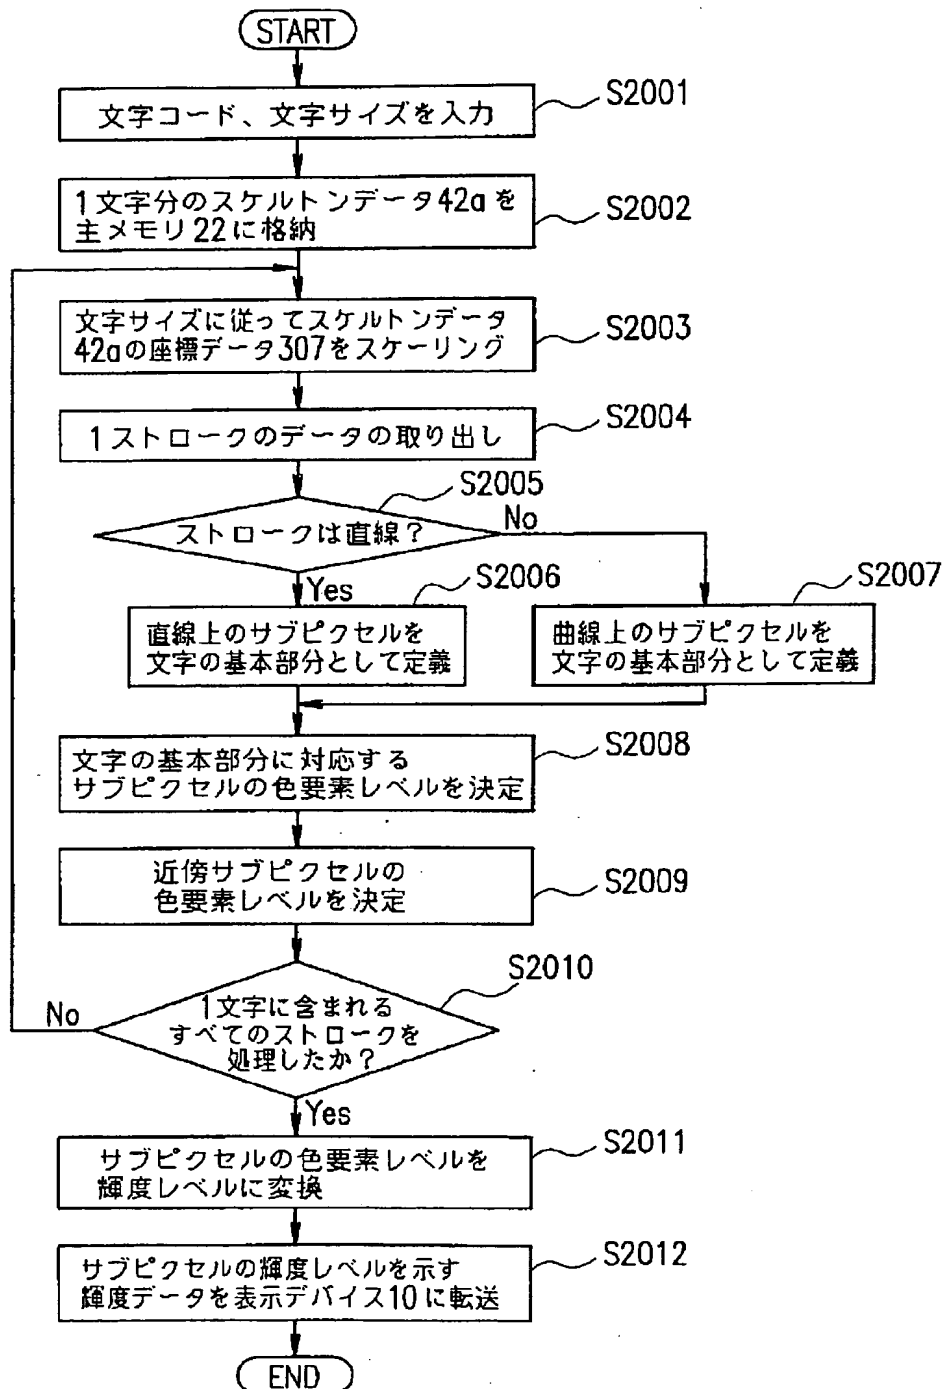 START
文字コード、文字サイズを入力
S2001
1文字分のスケルトンデータ42aを
主メモリ22に格納
S2002
文字サイズに従ってスケルトンデータ
42aの座標データ307をスケーリング
S2003
1ストロークのデータの取り出し
S2004
S2005
ストロークは直線?
No
Yes
S2006
S2007
直線上のサブピクセルを
文字の基本部分として定義
曲線上のサブピクセルを
文字の基本部分として定義
文字の基本部分に対応する
サブピクセルの色要素レベルを決定
S2008
近傍サブピクセルの
色要素レベルを決定
S2009
S2010
1文字に含まれる
すべてのストロークを
処理したか?
No
Yes
サブピクセルの色要素レベルを
輝度レベルに変換
S2011
サブピクセルの輝度レベルを示す
輝度データを表示デバイス10に転送
S2012
END